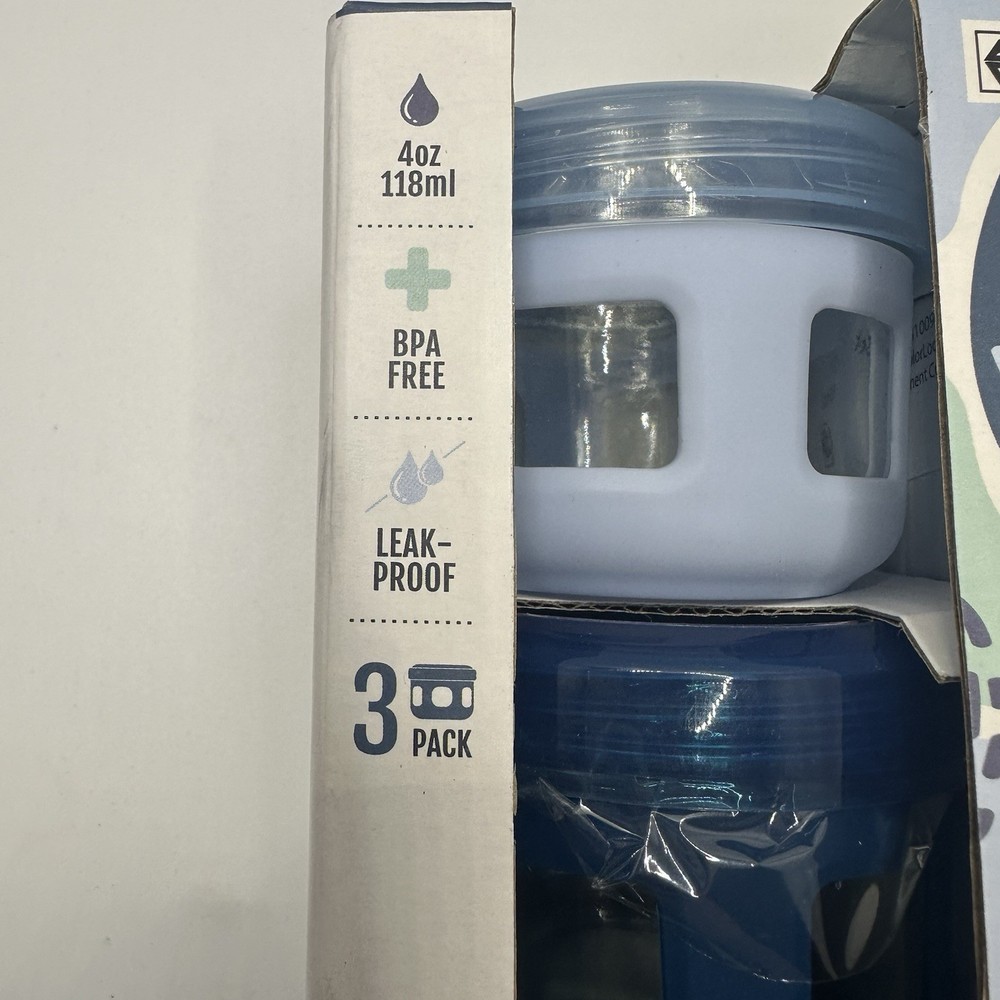 4oz
118ml
BPA
FREE
LEAK-
PROOF
3
PACK